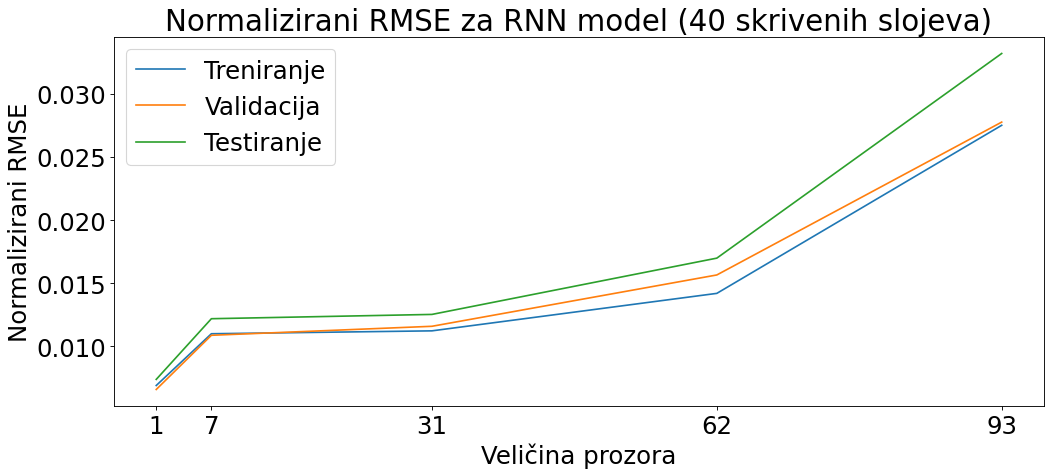 Normalizirani RMSE za RNN model (40 skrivenih slojeva)
Treniranje
Validacija
Testiranje
Normalizirani RMSE
0.030
0.025
0.020
0.015
0.010
1 7 31 62 93
Veličina prozora